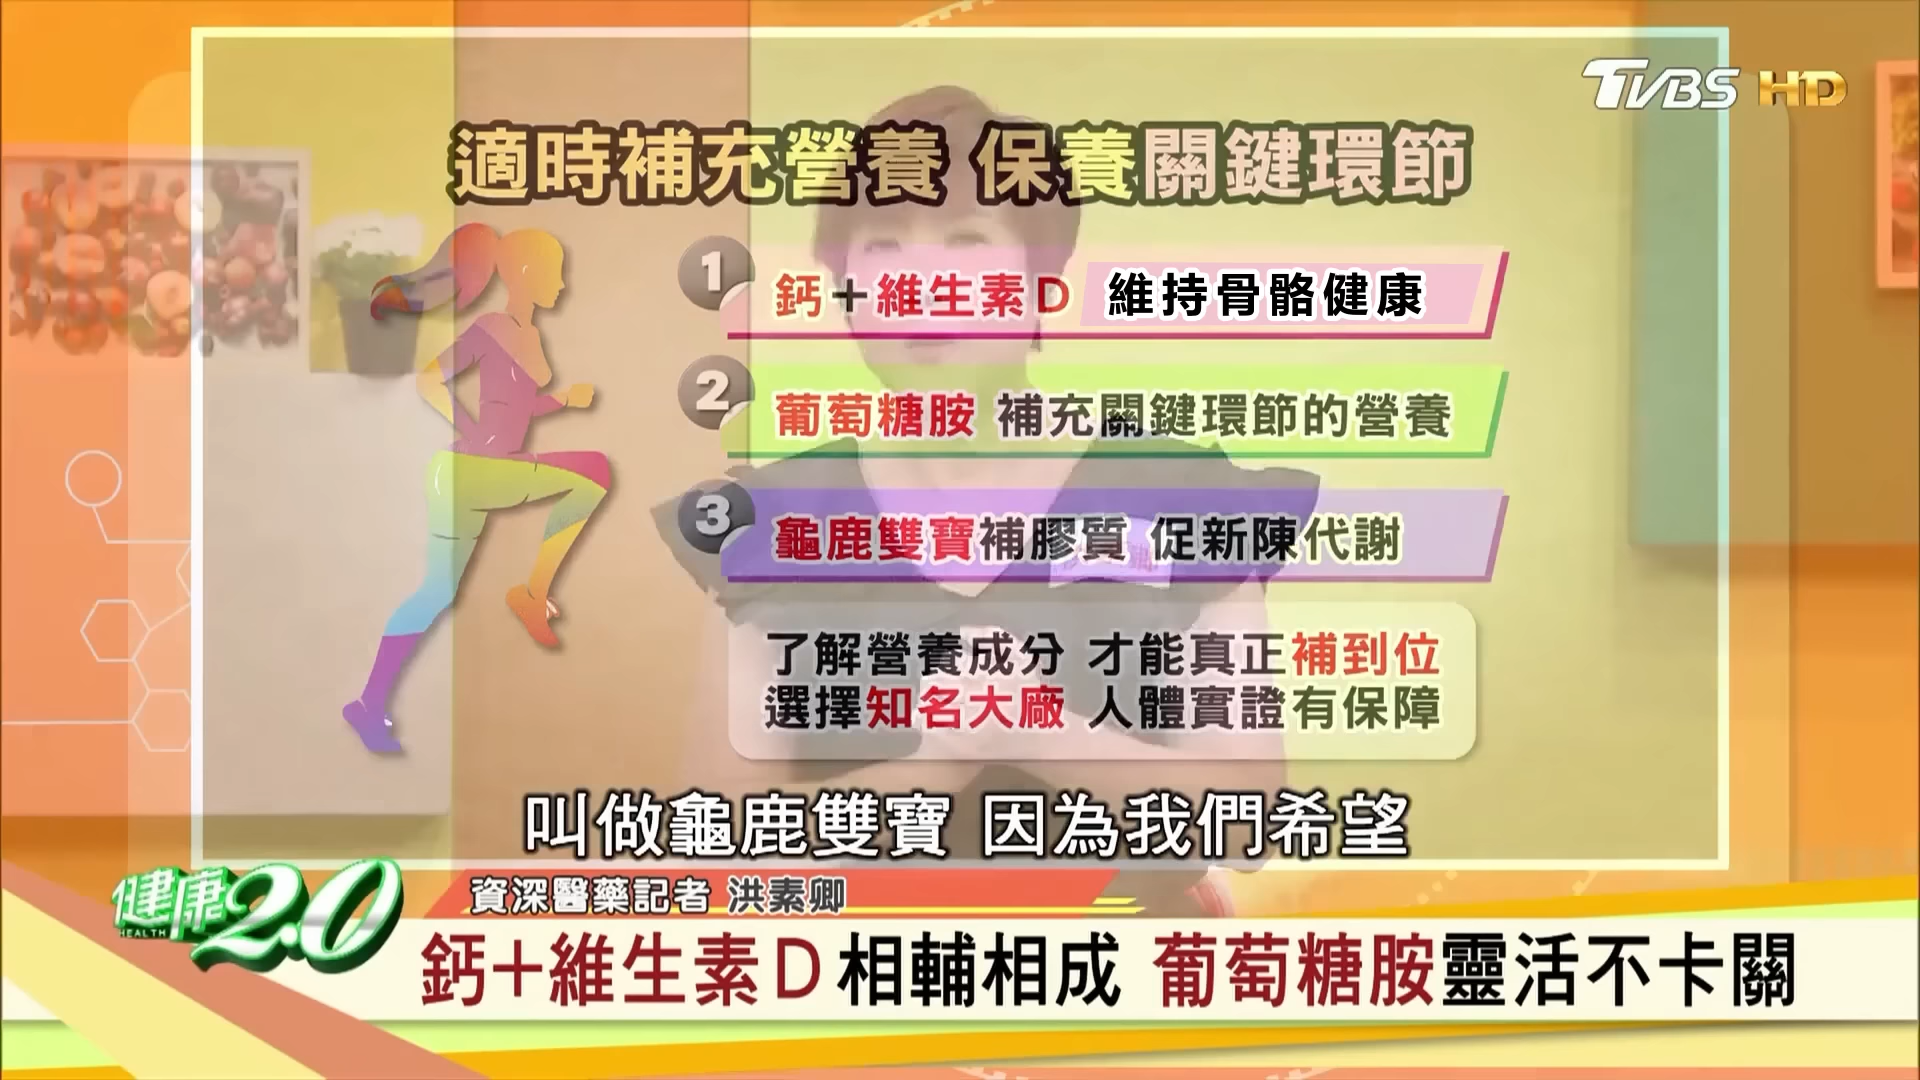 TVBS HD
適時補充營養 保養關鍵環節
1 鈣+維生素D 維持骨骼健康
2 葡萄糖胺 補充關鍵環節的營養
3 龜鹿雙寶補膠質 促新陳代謝
了解營養成分 才能真正補到位
選擇知名大廠 人體實證有保障
叫做龜鹿雙寶 因為我們希望
健康2.0
HEALTH
資深醫藥記者 洪素卿
鈣+維生素D相輔相成 葡萄糖胺靈活不卡關